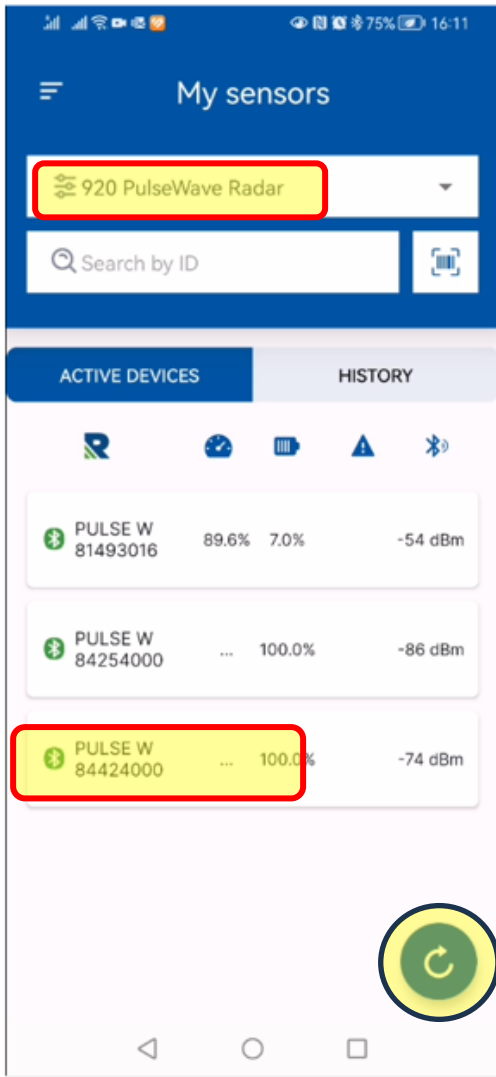 75% 16:11
My sensors
920 PulseWave Radar
Search by ID
ACTIVE DEVICES HISTORY
PULSE W
81493016 89.6% 7.0% -54 dBm
PULSE W
84254000 ... 100.0% -86 dBm
PULSE W
84424000 ... 100.0% -74 dBm